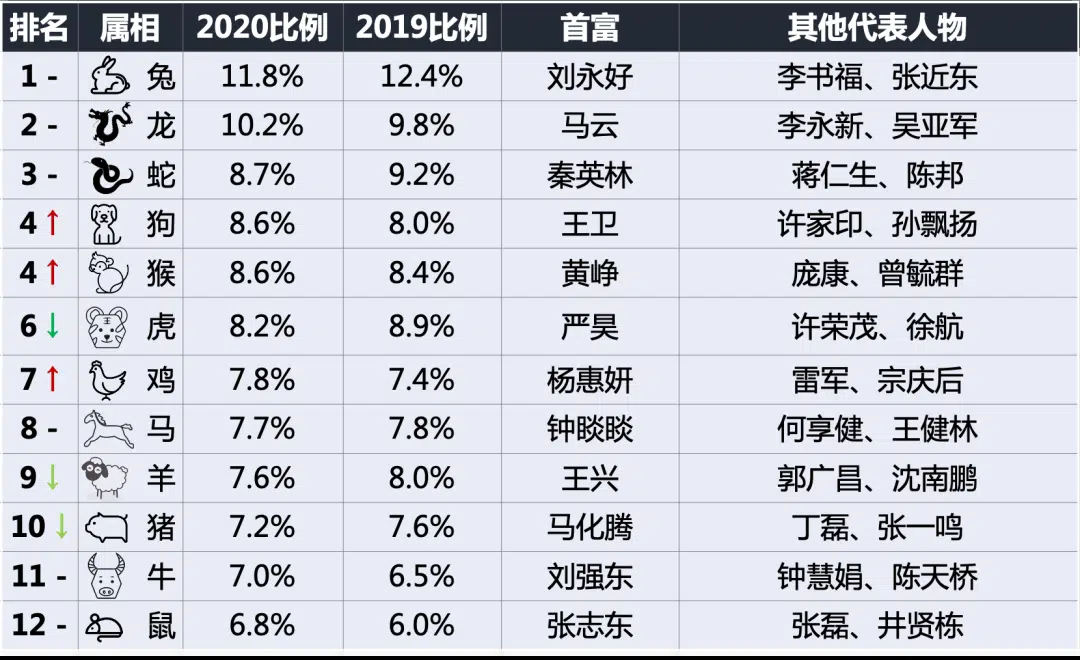 排名 属相 2020比例 2019比例 首富 其他代表人物
1 - 兔 11.8% 12.4% 刘永好 李书福、张近东
2 - 龙 10.2% 9.8% 马云 李永新、吴亚军
3 - 蛇 8.7% 9.2% 秦英林 蒋仁生、陈邦
4 ↑ 狗 8.6% 8.0% 王卫 许家印、孙飘扬
4 ↑ 猴 8.6% 8.4% 黄峥 庞康、曾毓群
6 ↓ 虎 8.2% 8.9% 严昊 许荣茂、徐航
7 ↑ 鸡 7.8% 7.4% 杨惠妍 雷军、宗庆后
8 - 马 7.7% 7.8% 钟睒睒 何享健、王健林
9 ↓ 羊 7.6% 8.0% 王兴 郭广昌、沈南鹏
10 ↓ 猪 7.2% 7.6% 马化腾 丁磊、张一鸣
11 - 牛 7.0% 6.5% 刘强东 钟慧娟、陈天桥
12 - 鼠 6.8% 6.0% 张志东 张磊、井贤栋